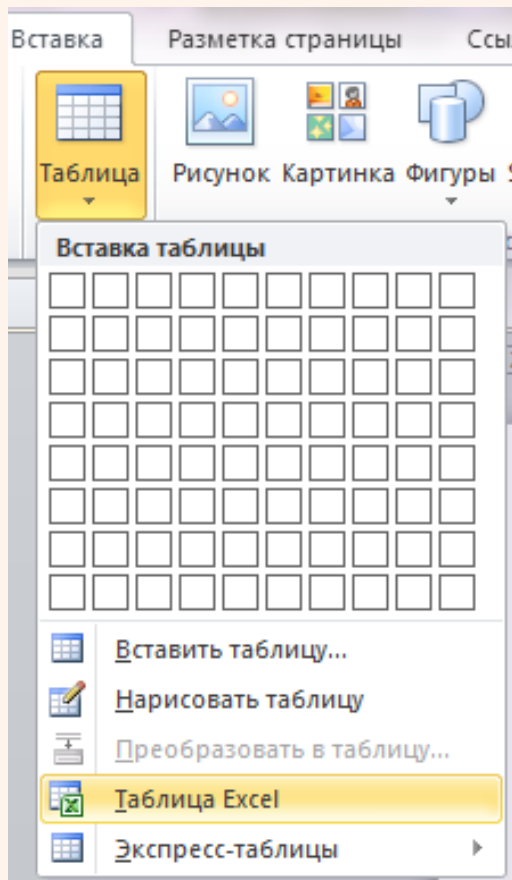 Вставка Разметка страницы Ссы
Таблица Рисунок Картинка Фигуры
Вставка таблицы
Вставить таблицу...
Нарисовать таблицу
Преобразовать в таблицу...
Таблица Excel
Экспресс-таблицы